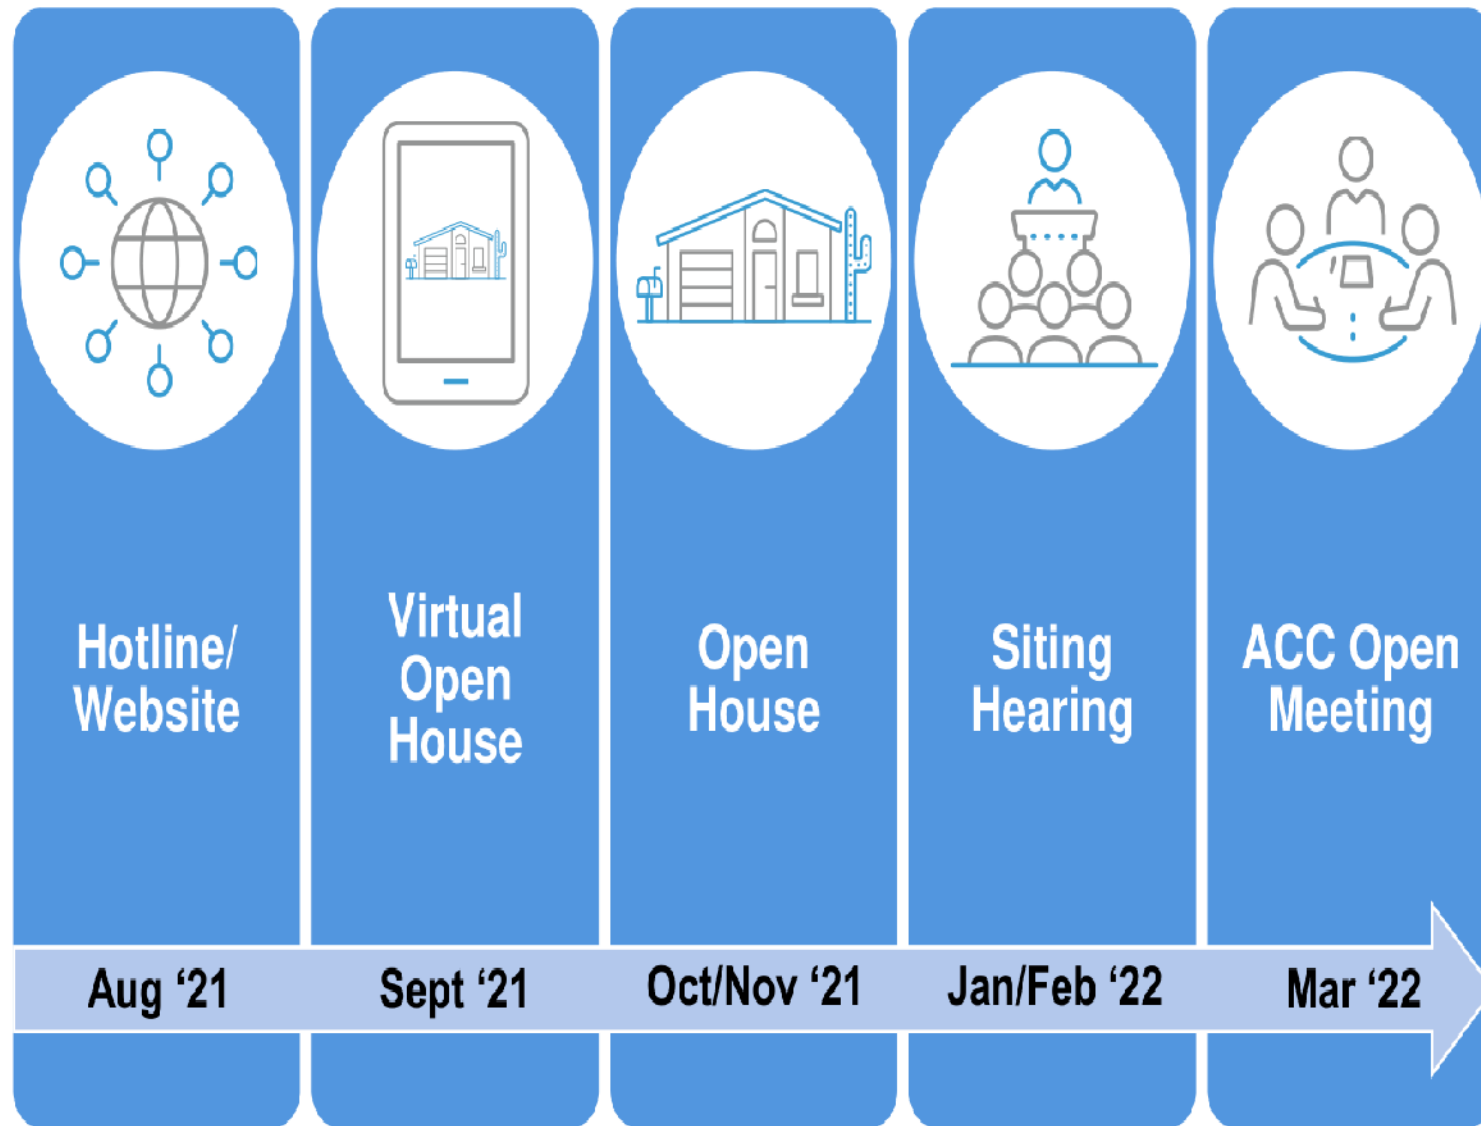 Hotline/
Website
Virtual
Open
House
Open
House
Siting
Hearing
ACC Open
Meeting
Aug ‘21
Sept ‘21
Oct/Nov ‘21
Jan/Feb ‘22
Mar ‘22